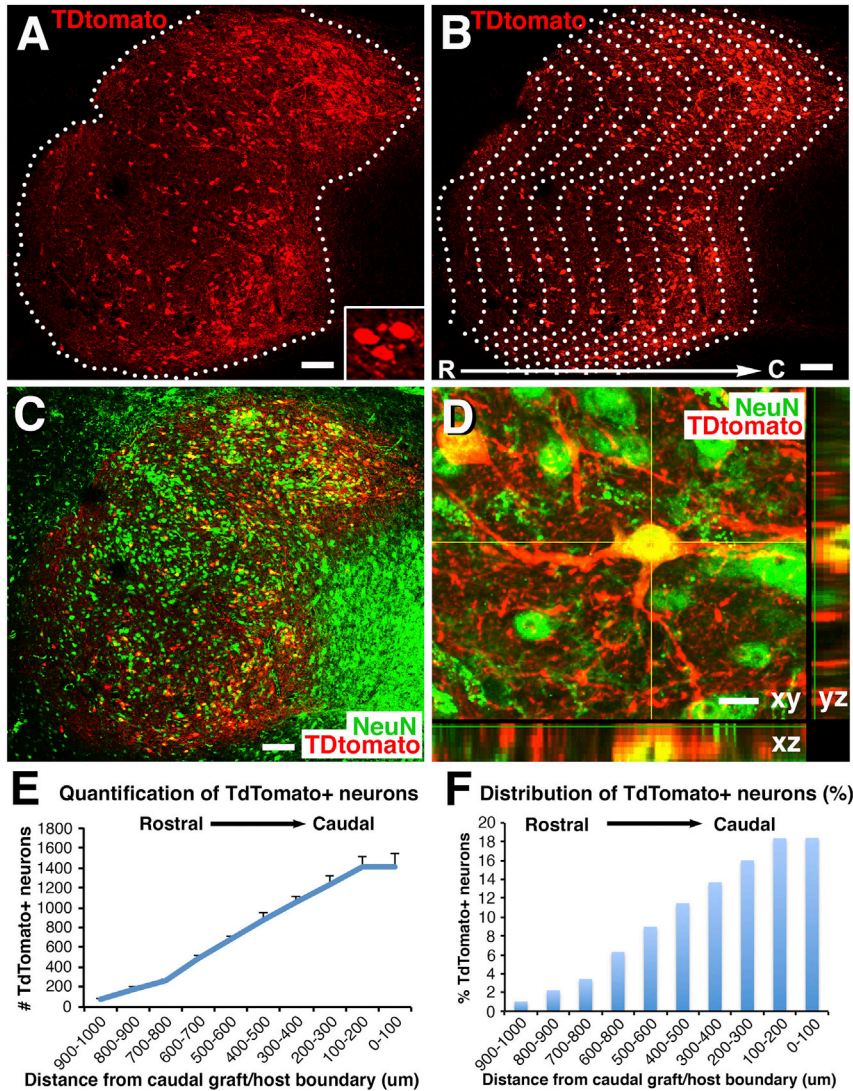 A
TDtomato
B
TDtomato
R
C
C
NeuN
TDtomato
D
NeuN
TDtomato
xy
yz
xz
E Quantification of TdTomato+ neurons
Rostral
Caudal
# TdTomato+ neurons
1800
1600
1400
1200
1000
800
600
400
200
0
900-1000
800-900
700-800
600-700
500-600
400-500
300-400
200-300
100-200
0-100
Distance from caudal graft/host boundary (um)
F Distribution of TdTomato+ neurons (%)
Rostral
Caudal
% TdTomato+ neurons
20
18
16
14
12
10
8
6
4
2
0
900-1000
800-900
700-800
600-800
500-600
400-500
300-400
200-300
100-200
0-100
Distance from caudal graft/host boundary (um)